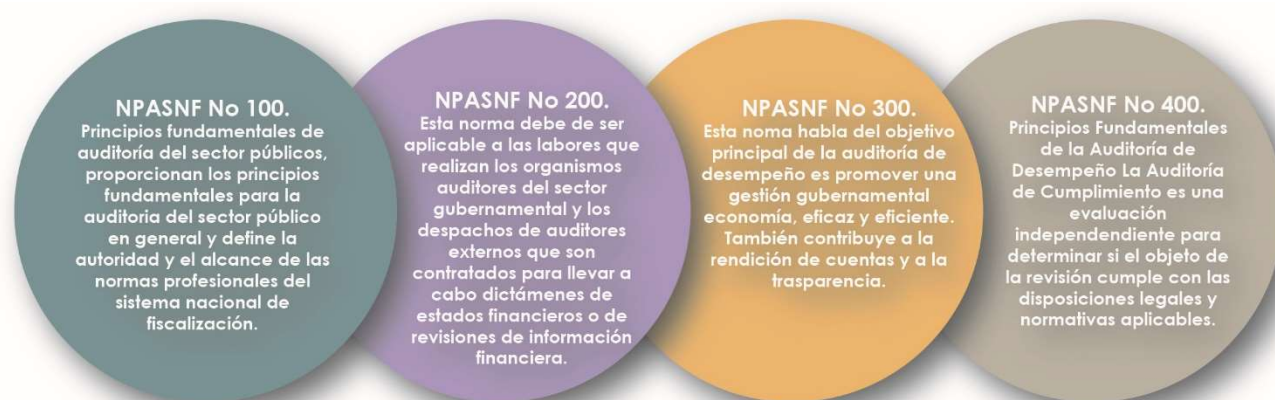 NPASNF No 100.
Principios fundamentales de
auditoría del sector públicos,
proporcionan los principios
fundamentales para la
auditoria del sector público
en general y define la
autoridad y el alcance de las
normas profesionales del
sistema nacional de
fiscalización.
NPASNF No 200.
Esta norma debe de ser
aplicable a las labores que
realizan los organismos
auditores del sector
gubernamental y los
despachos de auditores
externos que son
contratados para llevar a
cabo dictámenes de
estados financieros o de
revisiones de información
financiera.
NPASNF No 300.
Esta noma habla del objetivo
principal de la auditoría de
desempeño es promover una
gestión gubernamental
economía, eficaz y eficiente.
También contribuye a la
rendición de cuentas y a la
trasparencia.
NPASNF No 400.
Principios Fundamentales
de la Auditoría de
Desempeño La Auditoría
de Cumplimiento es una
evaluación
independendiente para
determinar si el objeto de
la revisión cumple con las
disposiciones legales y
normativas aplicables.